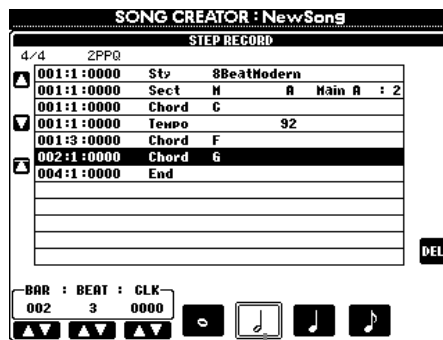 SONG CREATOR : NewSong
STEP RECORD
4/4 2PPQ
001:1:0000 Sty 8BeatModern
001:1:0000 Sect M A Main A : 2
001:1:0000 Chord C
001:1:0000 Tempo 92
001:3:0000 Chord F
002:1:0000 Chord G
004:1:0000 End
DEL
BAR : BEAT : CLK
002 3 0000